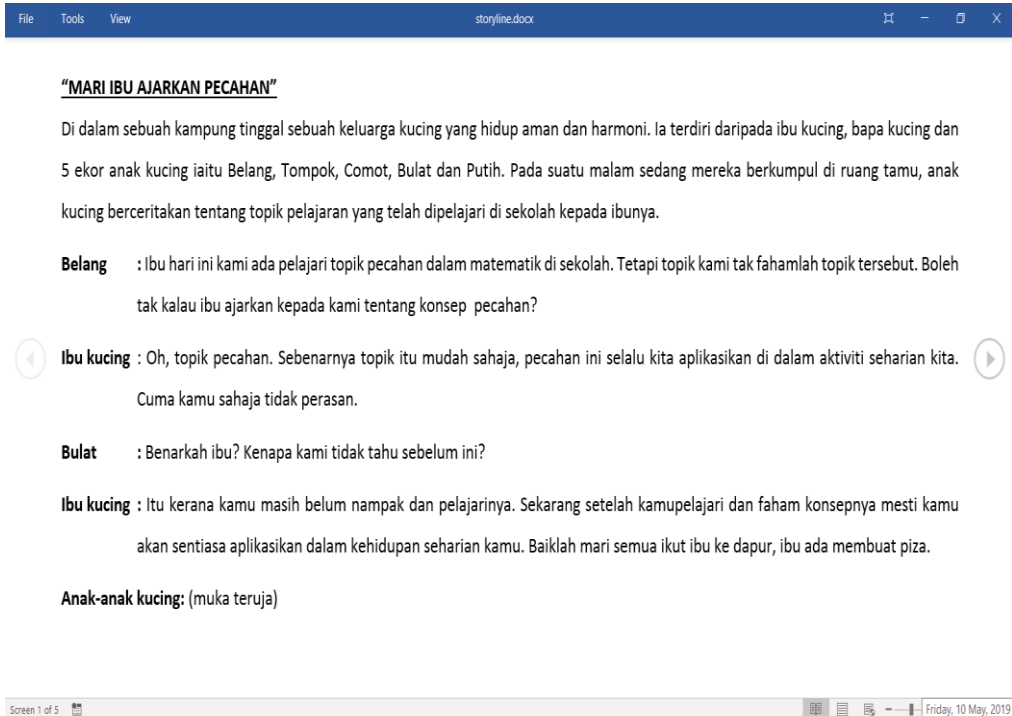 File Tools View storyline.docx
“MARI IBU AJARKAN PECAHAN”
Di dalam sebuah kampung tinggal sebuah keluarga kucing yang hidup aman dan harmoni. Ia terdiri daripada ibu kucing, bapa kucing dan
5 ekor anak kucing iaitu Belang, Tompok, Comot, Bulat dan Putih. Pada suatu malam sedang mereka berkumpul di ruang tamu, anak
kucing berceritakan tentang topik pelajaran yang telah dipelajari di sekolah kepada ibunya.
Belang : Ibu hari ini kami ada pelajari topik pecahan dalam matematik di sekolah. Tetapi topik kami tak fahamlah topik tersebut. Boleh
tak kalau ibu ajarkan kepada kami tentang konsep pecahan?
Ibu kucing : Oh, topik pecahan. Sebenarnya topik itu mudah sahaja, pecahan ini selalu kita aplikasikan di dalam aktiviti seharian kita.
Cuma kamu sahaja tidak perasan.
Bulat : Benarkah ibu? Kenapa kami tidak tahu sebelum ini?
Ibu kucing : Itu kerana kamu masih belum nampak dan pelajarinya. Sekarang setelah kamupelajari dan faham konsepnya mesti kamu
akan sentiasa aplikasikan dalam kehidupan seharian kamu. Baiklah mari semua ikut ibu ke dapur, ibu ada membuat piza.
Anak-anak kucing: (muka teruja)
Screen 1 of 5 Friday, 10 May, 2019